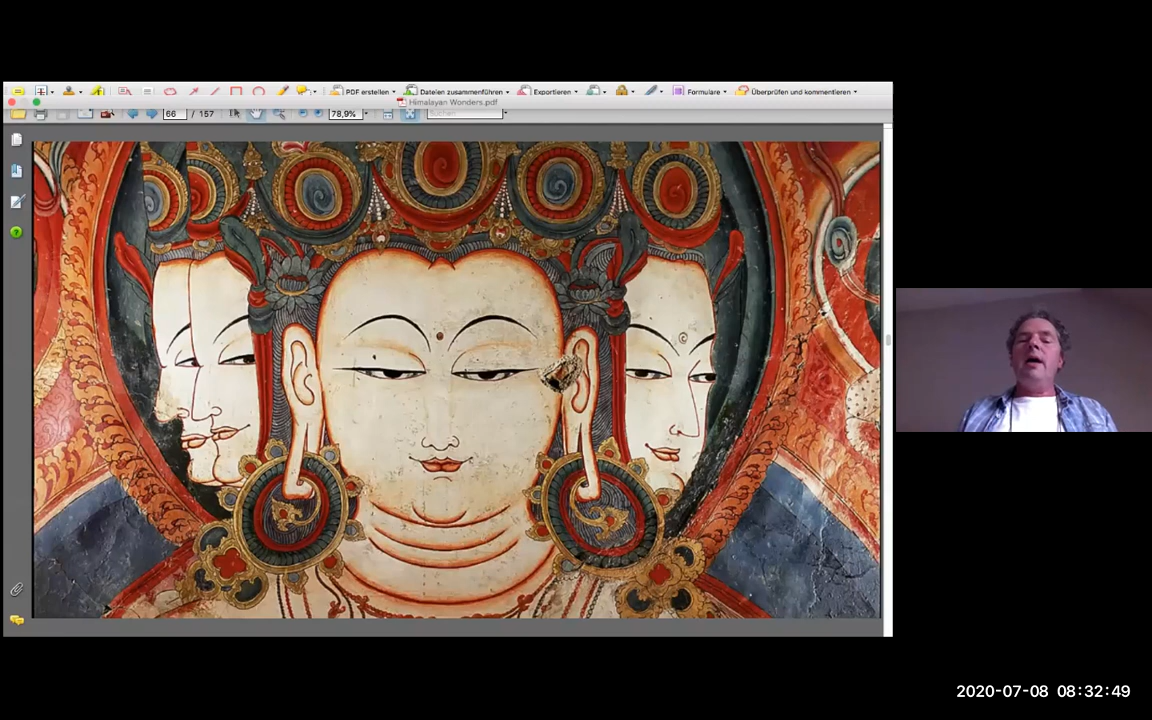 PDF erstellen
Dateien zusammenführen
Exportieren
Formulare
Überprüfen und kommentieren
Himalayan Wonders.pdf
66 / 157
78,9%
2020-07-08 08:32:49